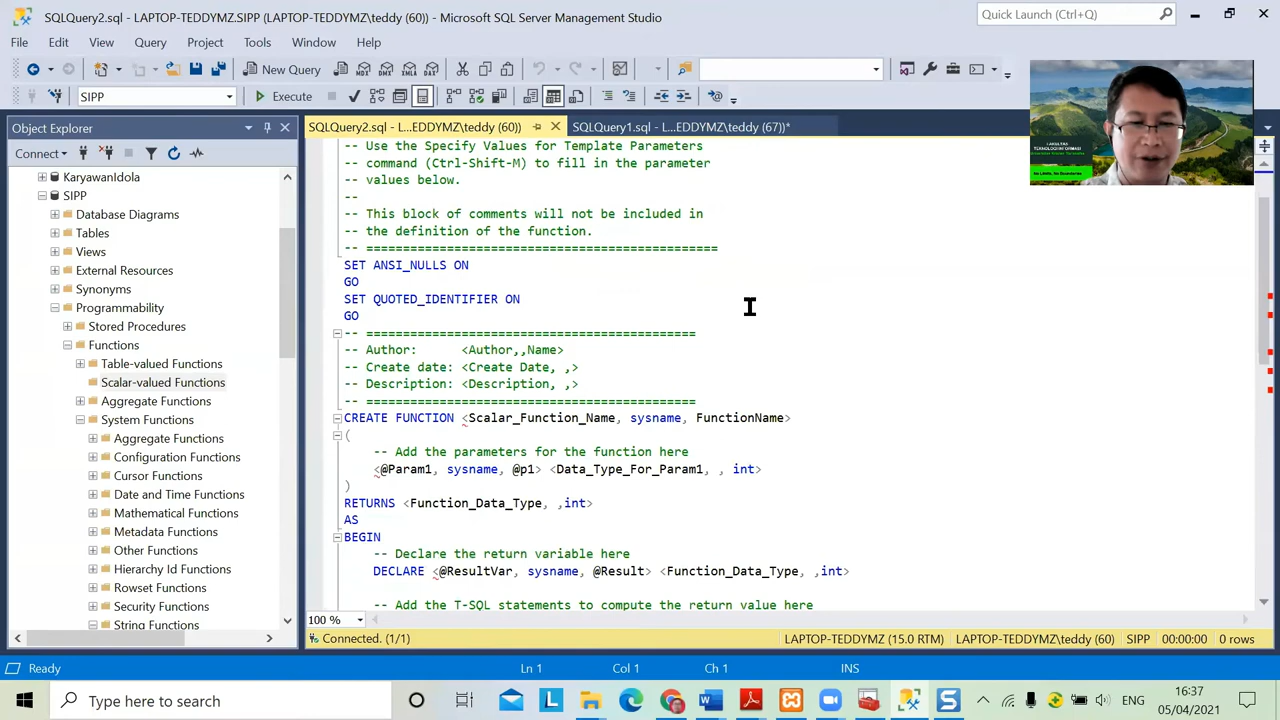 SQLQuery2.sql - LAPTOP-TEDDYMZ.SIPP (LAPTOP-TEDDYMZ\teddy (60)) - Microsoft SQL Server Management Studio
Quick Launch (Ctrl+Q)
File Edit View Query Project Tools Window Help
New Query
MDX DMX XMLA DAX
SIPP
Execute
Object Explorer
SQLQuery2.sql - L...EDDYMZ\teddy (60))
SQLQuery1.sql - L...EDDYMZ\teddy (67))*
Connect
KaryawanIdola
SIPP
Database Diagrams
Tables
Views
External Resources
Synonyms
Programmability
Stored Procedures
Functions
Table-valued Functions
Scalar-valued Functions
Aggregate Functions
System Functions
Aggregate Functions
Configuration Functions
Cursor Functions
Date and Time Functions
Mathematical Functions
Metadata Functions
Other Functions
Hierarchy Id Functions
Rowset Functions
Security Functions
String Functions
-- Use the Specify Values for Template Parameters
-- command (Ctrl-Shift-M) to fill in the parameter
-- values below.
--
-- This block of comments will not be included in
-- the definition of the function.
-- ================================================
SET ANSI_NULLS ON
GO
SET QUOTED_IDENTIFIER ON
GO
-- =============================================
-- Author: <Author,,Name>
-- Create date: <Create Date, ,>
-- Description: <Description, ,>
-- =============================================
CREATE FUNCTION <Scalar_Function_Name, sysname, FunctionName>
(
-- Add the parameters for the function here
<@Param1, sysname, @p1> <Data_Type_For_Param1, , int>
)
RETURNS <Function_Data_Type, ,int>
AS
BEGIN
-- Declare the return variable here
DECLARE <@ResultVar, sysname, @Result> <Function_Data_Type, ,int>
-- Add the T-SQL statements to compute the return value here
FAKULTAS
TEKNOLOGI INFORMASI
No Limits, No Boundaries
100 %
Connected. (1/1)
LAPTOP-TEDDYMZ (15.0 RTM) LAPTOP-TEDDYMZ\teddy (60) SIPP 00:00:00 0 rows
Ready
Ln 1 Col 1 Ch 1 INS
Type here to search
ENG
16:37
05/04/2021